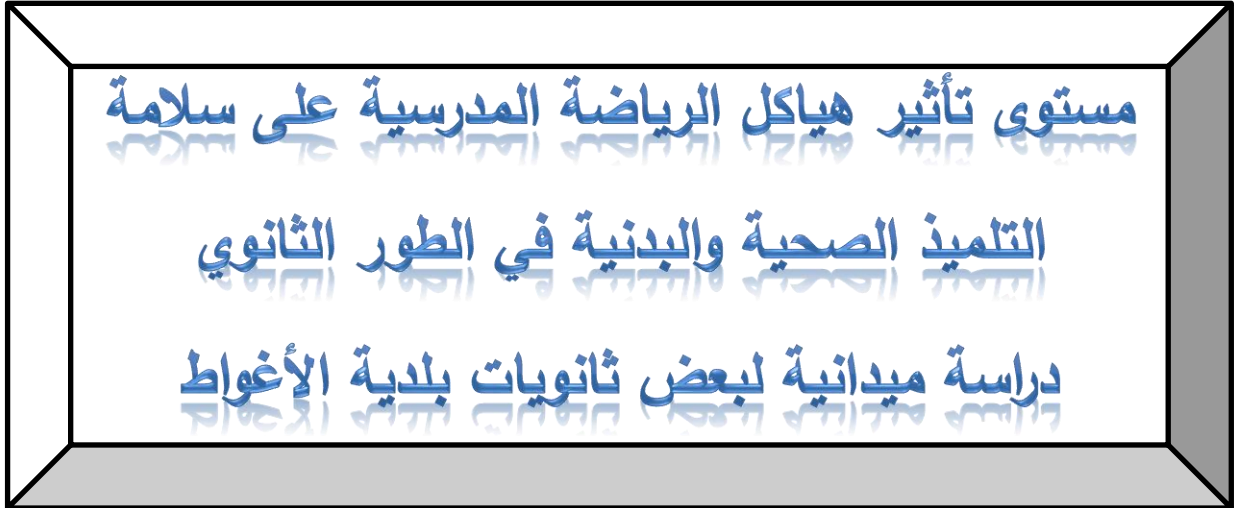 مستوى تأثير هياكل الرياضة المدرسية على سلامة
التلميذ الصحية والبدنية في الطور الثانوي
دراسة ميدانية لبعض ثانويات بلدية الأغواط